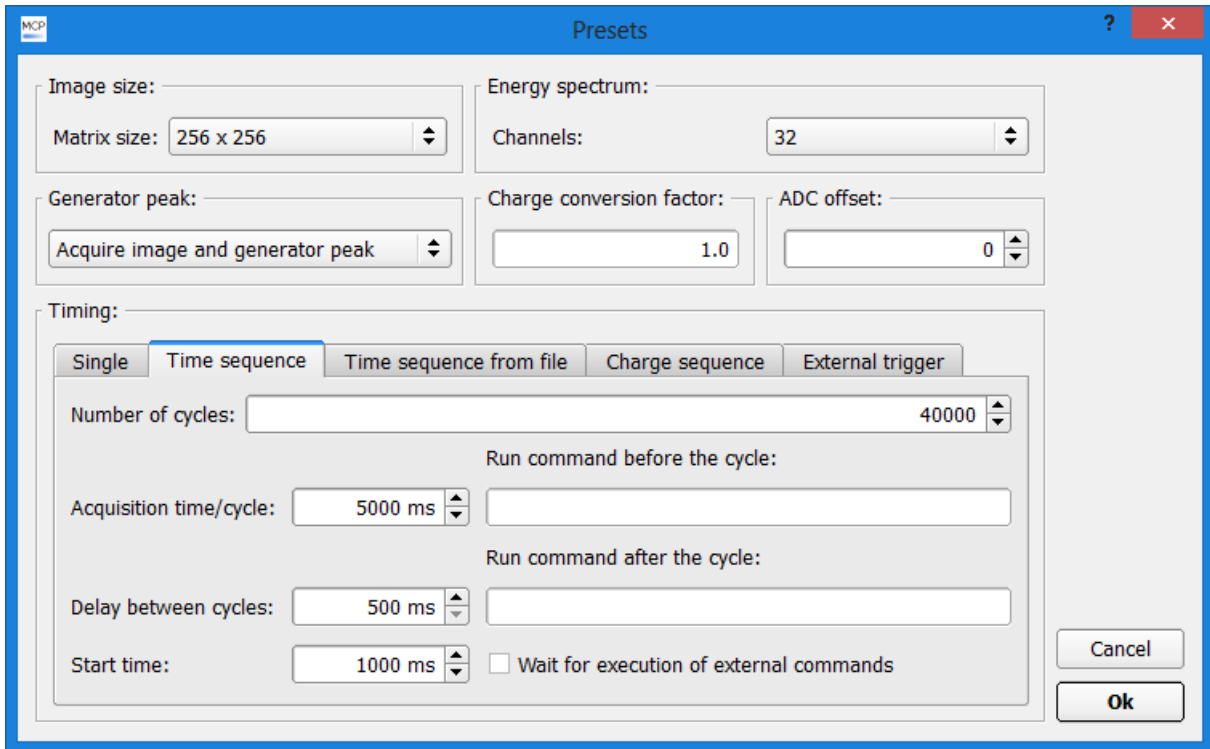 MCP
Presets
?
Image size:
Energy spectrum:
Matrix size: 256 x 256
Channels: 32
Generator peak:
Charge conversion factor:
ADC offset:
Acquire image and generator peak
1.0
0
Timing:
Single
Time sequence
Time sequence from file
Charge sequence
External trigger
Number of cycles: 40000
Run command before the cycle:
Acquisition time/cycle: 5000 ms
Run command after the cycle:
Delay between cycles: 500 ms
Start time: 1000 ms
Wait for execution of external commands
Cancel
Ok